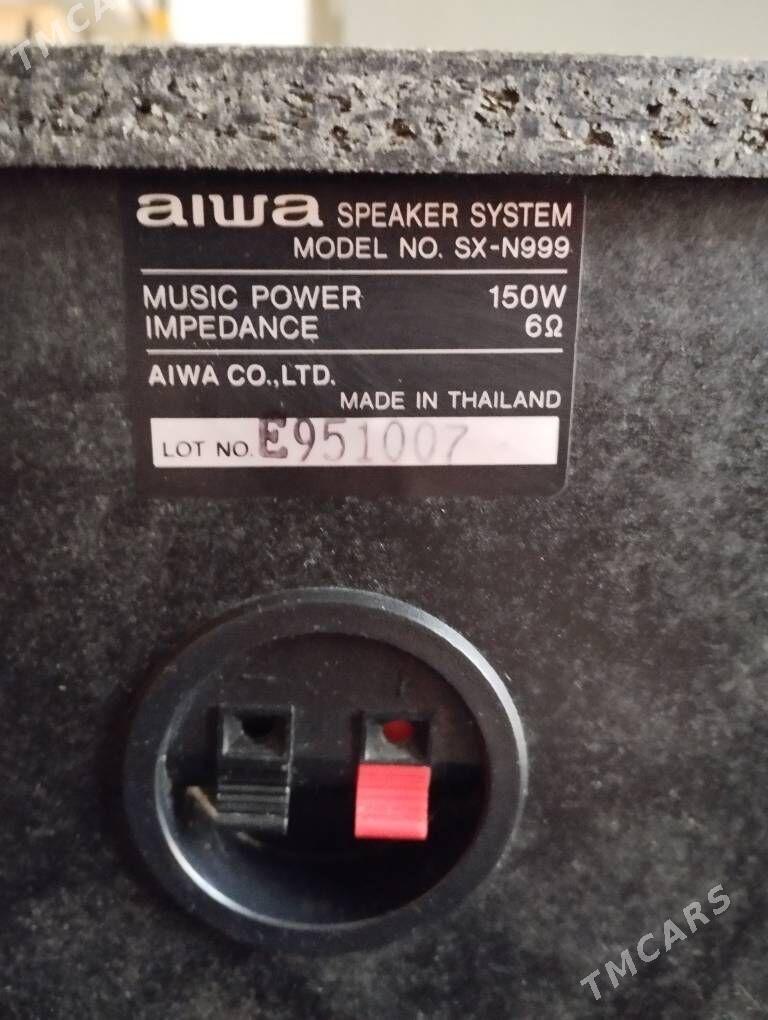 TMCARS
aiwa SPEAKER SYSTEM
MODEL NO. SX-N999
MUSIC POWER 150W
IMPEDANCE 6Ω
AIWA CO.,LTD.
MADE IN THAILAND
LOT NO. E951007
TMCARS